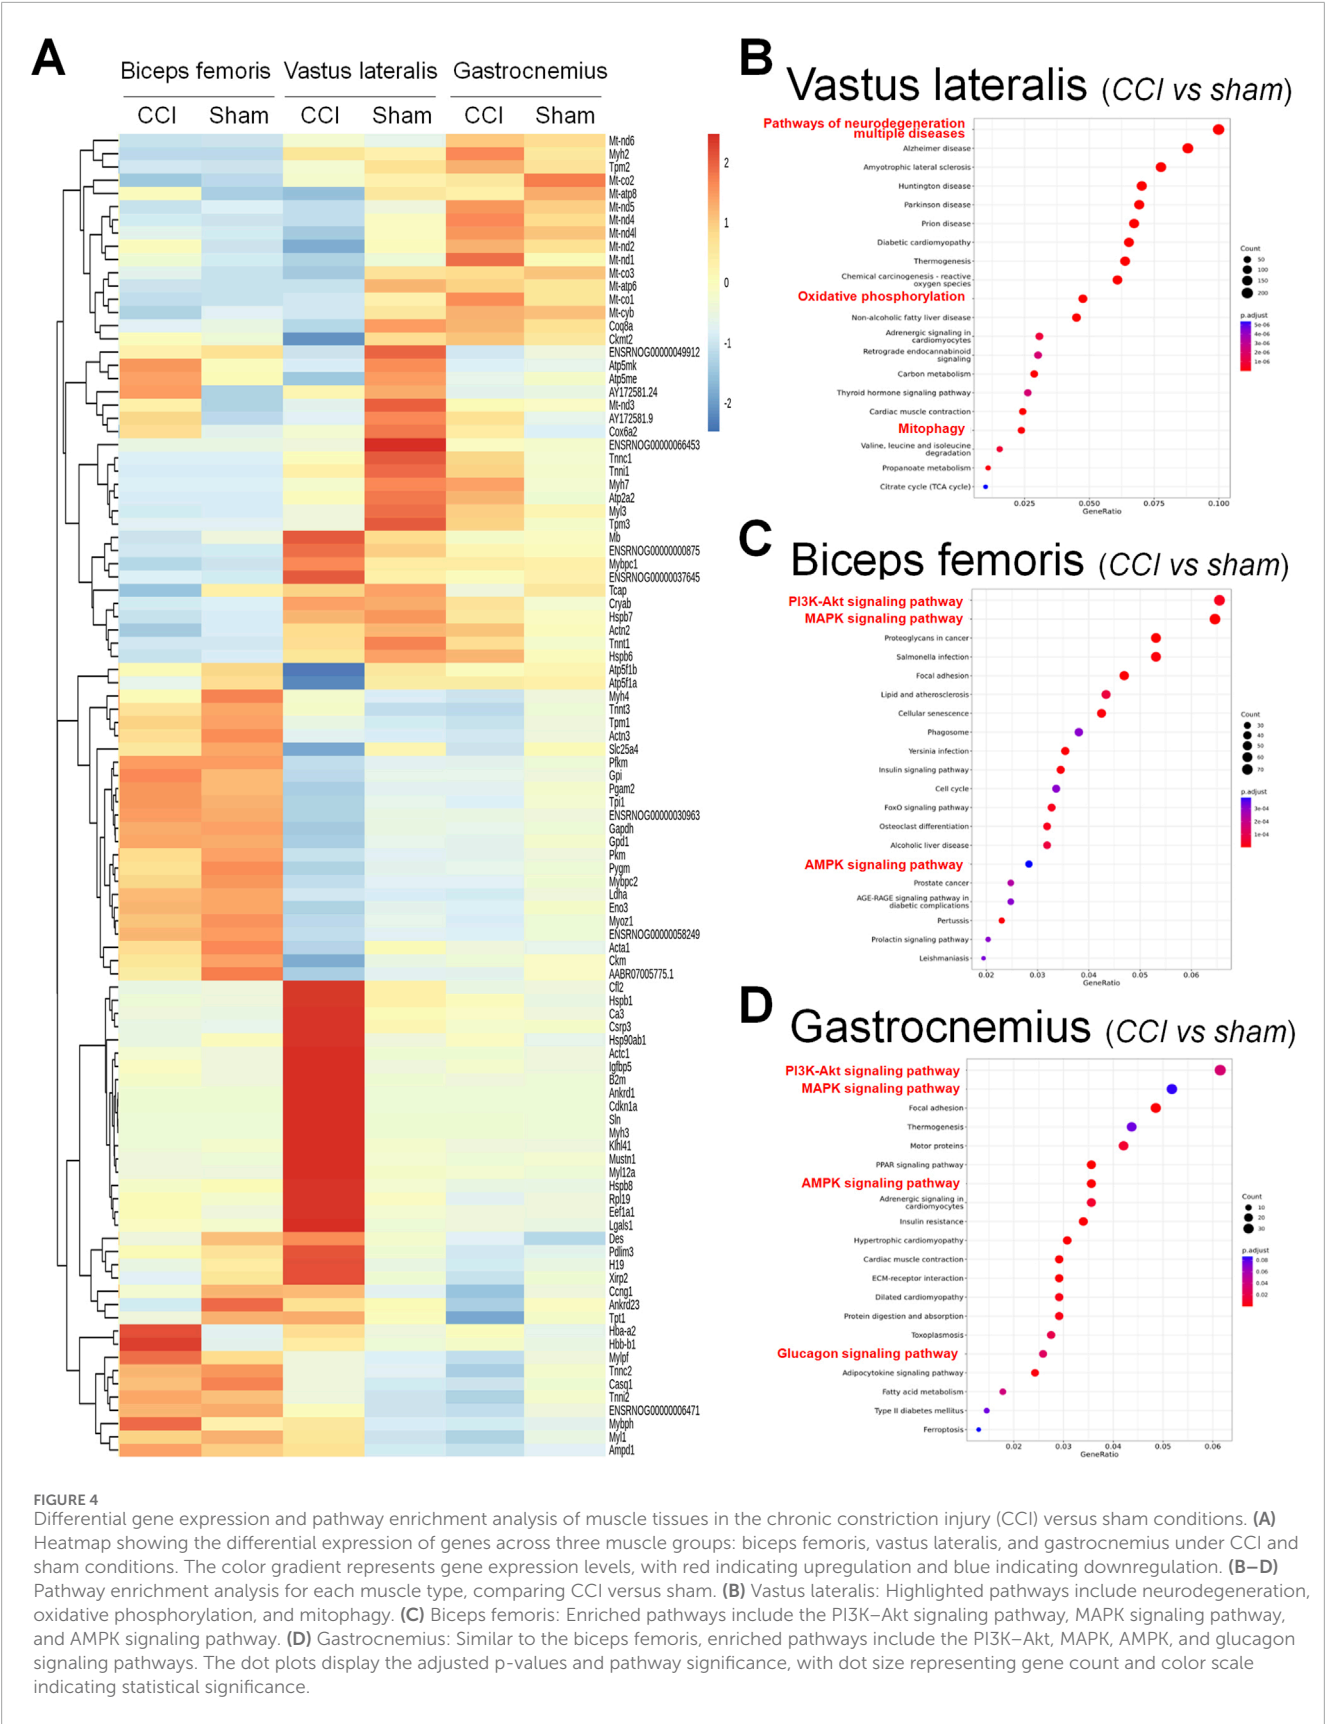 A
Biceps femoris Vastus lateralis Gastrocnemius
CCI Sham CCI Sham CCI Sham
Mt-nd6
Myh2
Tpm2
Mt-co2
Mt-atp8
Mt-nd5
Mt-nd4
Mt-nd4l
Mt-nd2
Mt-nd1
Mt-co3
Mt-atp6
Mt-co1
Mt-cyb
Coq8a
Ckmt2
ENSRNOG00000049912
Atp5mk
Atp5me
AY172581.24
Mt-nd3
AY172581.9
Cox6a2
ENSRNOG00000066453
Tnnc1
Tnni1
Myh7
Atp2a2
Myl3
Tpm3
Mb
ENSRNOG00000000875
Mybpc1
ENSRNOG00000037645
Tcap
Cryab
Hspb7
Actn2
Tnnt1
Hspb6
Atp5f1b
Atp5f1a
Myh4
Tnnt3
Tpm1
Actn3
Slc25a4
Pfkm
Gpi
Pgam2
Tpi1
ENSRNOG00000030963
Gapdh
Gpd1
Pkm
Pygm
Mybpc2
Ldha
Eno3
Myoz1
ENSRNOG00000058249
Acta1
Ckm
AABR07005775.1
Cfl2
Hspb1
Ca3
Csrp3
Hsp90ab1
Actc1
Igfbp5
B2m
Ankrd1
Cdkn1a
Sln
Myh3
Klhl41
Mustn1
Myl12a
Hspb8
Rpl19
Eef1a1
Lgals1
Des
Pdlim3
H19
Xirp2
Ccng1
Ankrd23
Tpt1
Hba-a2
Hbb-b1
Mylpf
Tnnc2
Casq1
Tnni2
ENSRNOG00000006471
Mybph
Myl1
Ampd1
2
1
0
-1
-2
B
Vastus lateralis (CCI vs sham)
Pathways of neurodegeneration
multiple diseases
Alzheimer disease
Amyotrophic lateral sclerosis
Huntington disease
Parkinson disease
Prion disease
Diabetic cardiomyopathy
Thermogenesis
Chemical carcinogenesis - reactive
oxygen species
Oxidative phosphorylation
Non-alcoholic fatty liver disease
Adrenergic signaling in
cardiomyocytes
Retrograde endocannabinoid
signaling
Carbon metabolism
Thyroid hormone signaling pathway
Cardiac muscle contraction
Mitophagy
Valine, leucine and isoleucine
degradation
Propanoate metabolism
Citrate cycle (TCA cycle)
0.025 0.050 0.075 0.100
GeneRatio
Count
50
100
150
200
p.adjust
5e-06
4e-06
3e-06
2e-06
1e-06
C
Biceps femoris (CCI vs sham)
PI3K-Akt signaling pathway
MAPK signaling pathway
Proteoglycans in cancer
Salmonella infection
Focal adhesion
Lipid and atherosclerosis
Cellular senescence
Phagosome
Yersinia infection
Insulin signaling pathway
Cell cycle
FoxO signaling pathway
Osteoclast differentiation
Alcoholic liver disease
AMPK signaling pathway
Prostate cancer
AGE-RAGE signaling pathway in
diabetic complications
Pertussis
Prolactin signaling pathway
Leishmaniasis
0.02 0.03 0.04 0.05 0.06
GeneRatio
Count
30
40
50
60
70
p.adjust
3e-04
2e-04
1e-04
D
Gastrocnemius (CCI vs sham)
PI3K-Akt signaling pathway
MAPK signaling pathway
Focal adhesion
Thermogenesis
Motor proteins
PPAR signaling pathway
AMPK signaling pathway
Adrenergic signaling in
cardiomyocytes
Insulin resistance
Hypertrophic cardiomyopathy
Cardiac muscle contraction
ECM-receptor interaction
Dilated cardiomyopathy
Protein digestion and absorption
Toxoplasmosis
Glucagon signaling pathway
Adipocytokine signaling pathway
Fatty acid metabolism
Type II diabetes mellitus
Ferroptosis
0.02 0.03 0.04 0.05 0.06
GeneRatio
Count
10
20
30
p.adjust
0.08
0.06
0.04
0.02
FIGURE 4
Differential gene expression and pathway enrichment analysis of muscle tissues in the chronic constriction injury (CCI) versus sham conditions. (A)
Heatmap showing the differential expression of genes across three muscle groups: biceps femoris, vastus lateralis, and gastrocnemius under CCI and
sham conditions. The color gradient represents gene expression levels, with red indicating upregulation and blue indicating downregulation. (B–D)
Pathway enrichment analysis for each muscle type, comparing CCI versus sham. (B) Vastus lateralis: Highlighted pathways include neurodegeneration,
oxidative phosphorylation, and mitophagy. (C) Biceps femoris: Enriched pathways include the PI3K–Akt signaling pathway, MAPK signaling pathway,
and AMPK signaling pathway. (D) Gastrocnemius: Similar to the biceps femoris, enriched pathways include the PI3K–Akt, MAPK, AMPK, and glucagon
signaling pathways. The dot plots display the adjusted p-values and pathway significance, with dot size representing gene count and color scale
indicating statistical significance.